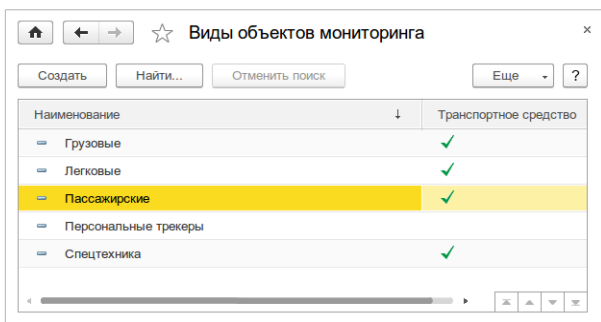 Виды объектов мониторинга
Создать Найти... Отменить поиск Еще ?
Наименование ↓ Транспортное средство
Грузовые
Легковые
Пассажирские
Персональные трекеры
Спецтехника